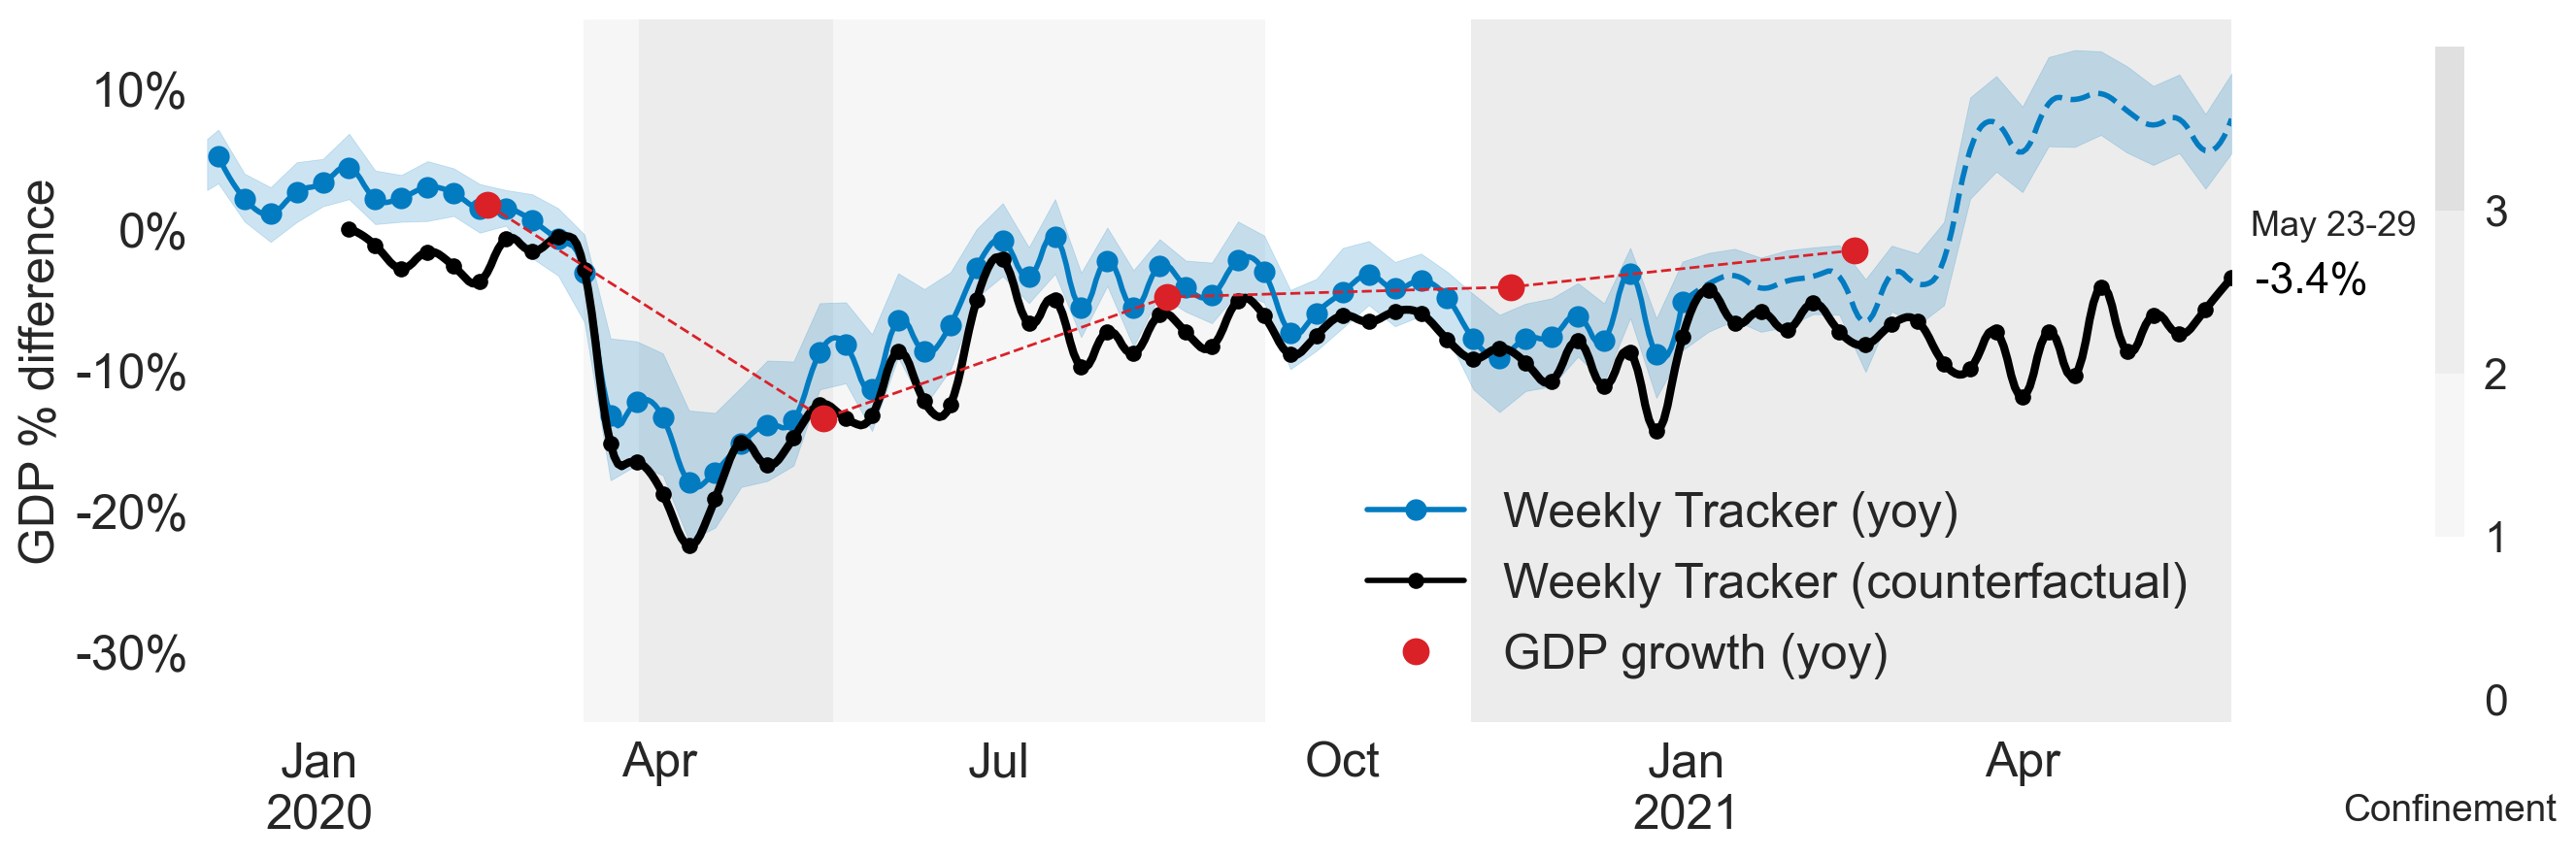 GDP % difference
10%
0%
-10%
-20%
-30%
Jan
2020
Apr
Jul
Oct
Jan
2021
Apr
Weekly Tracker (yoy)
Weekly Tracker (counterfactual)
GDP growth (yoy)
May 23-29
-3.4%
3
2
1
0
Confinement